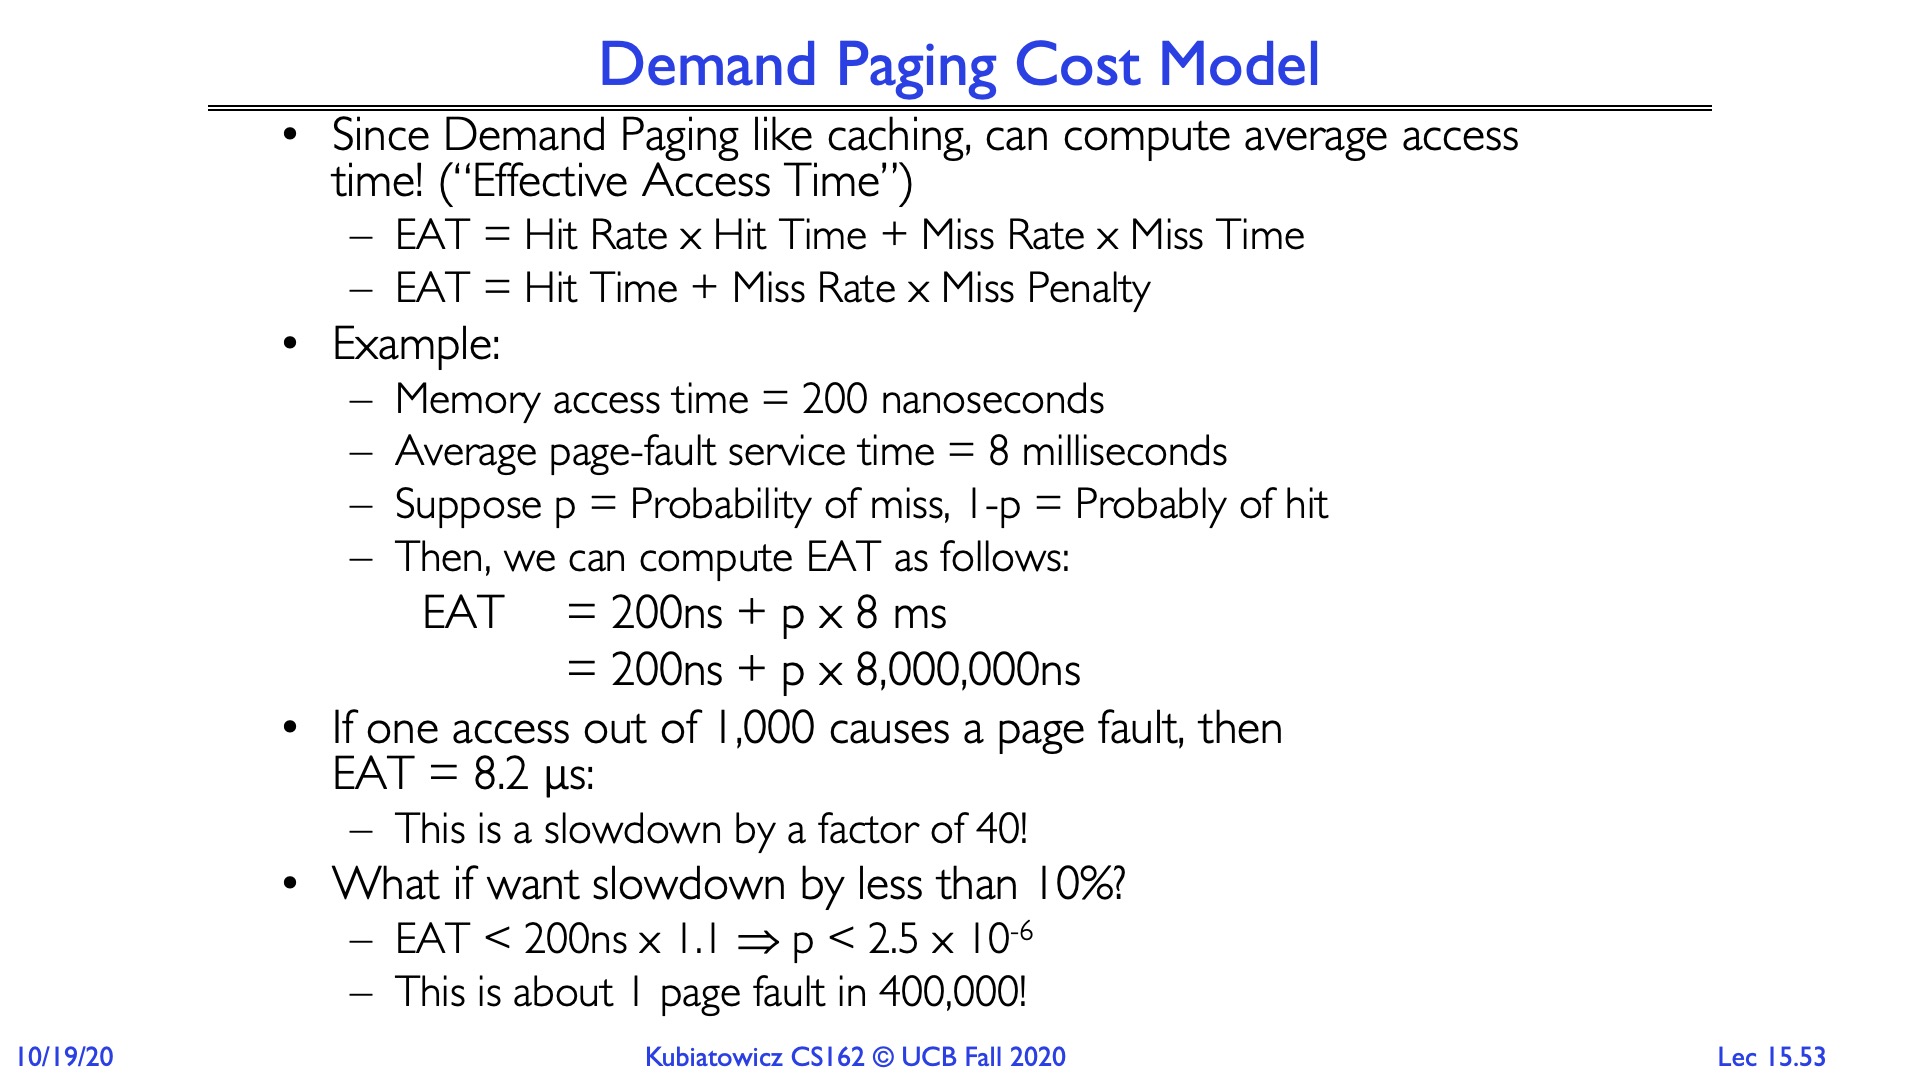 Demand Paging Cost Model
• Since Demand Paging like caching, can compute average access
time! (“Effective Access Time”)
– EAT = Hit Rate x Hit Time + Miss Rate x Miss Time
– EAT = Hit Time + Miss Rate x Miss Penalty
• Example:
– Memory access time = 200 nanoseconds
– Average page-fault service time = 8 milliseconds
– Suppose p = Probability of miss, 1-p = Probably of hit
– Then, we can compute EAT as follows:
EAT = 200ns + p x 8 ms
= 200ns + p x 8,000,000ns
• If one access out of 1,000 causes a page fault, then
EAT = 8.2 μs:
– This is a slowdown by a factor of 40!
• What if want slowdown by less than 10%?
– EAT < 200ns x 1.1 ⇒ p < 2.5 x 10⁻⁶
– This is about 1 page fault in 400,000!
10/19/20 Kubiatowicz CS162 © UCB Fall 2020 Lec 15.53